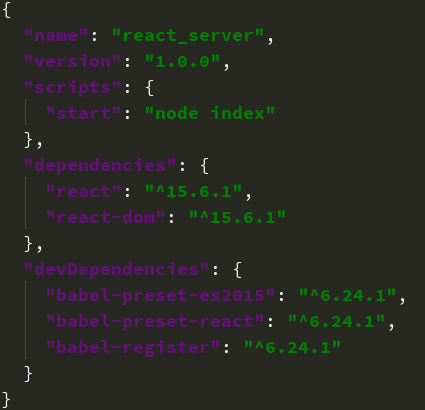 {
  "name": "react_server",
  "version": "1.0.0",
  "scripts": {
    "start": "node index"
  },
  "dependencies": {
    "react": "^15.6.1",
    "react-dom": "^15.6.1"
  },
  "devDependencies": {
    "babel-preset-es2015": "^6.24.1",
    "babel-preset-react": "^6.24.1",
    "babel-register": "^6.24.1"
  }
}